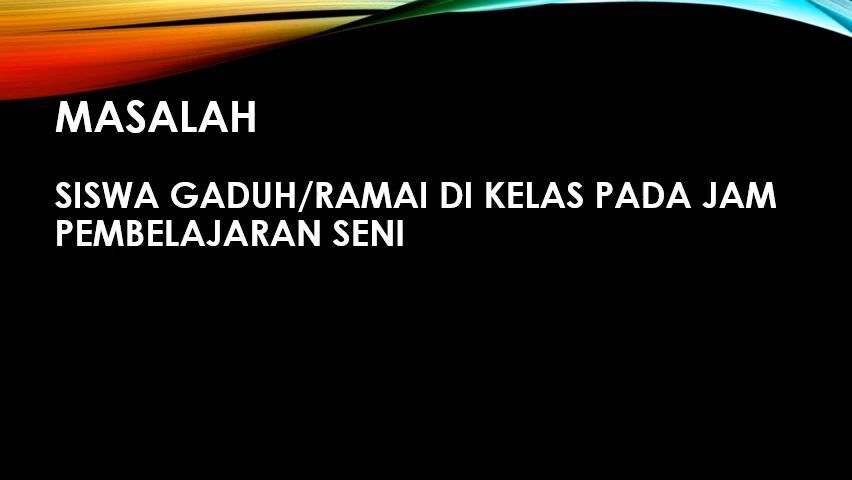 MASALAH
SISWA GADUH/RAMAI DI KELAS PADA JAM
PEMBELAJARAN SENI